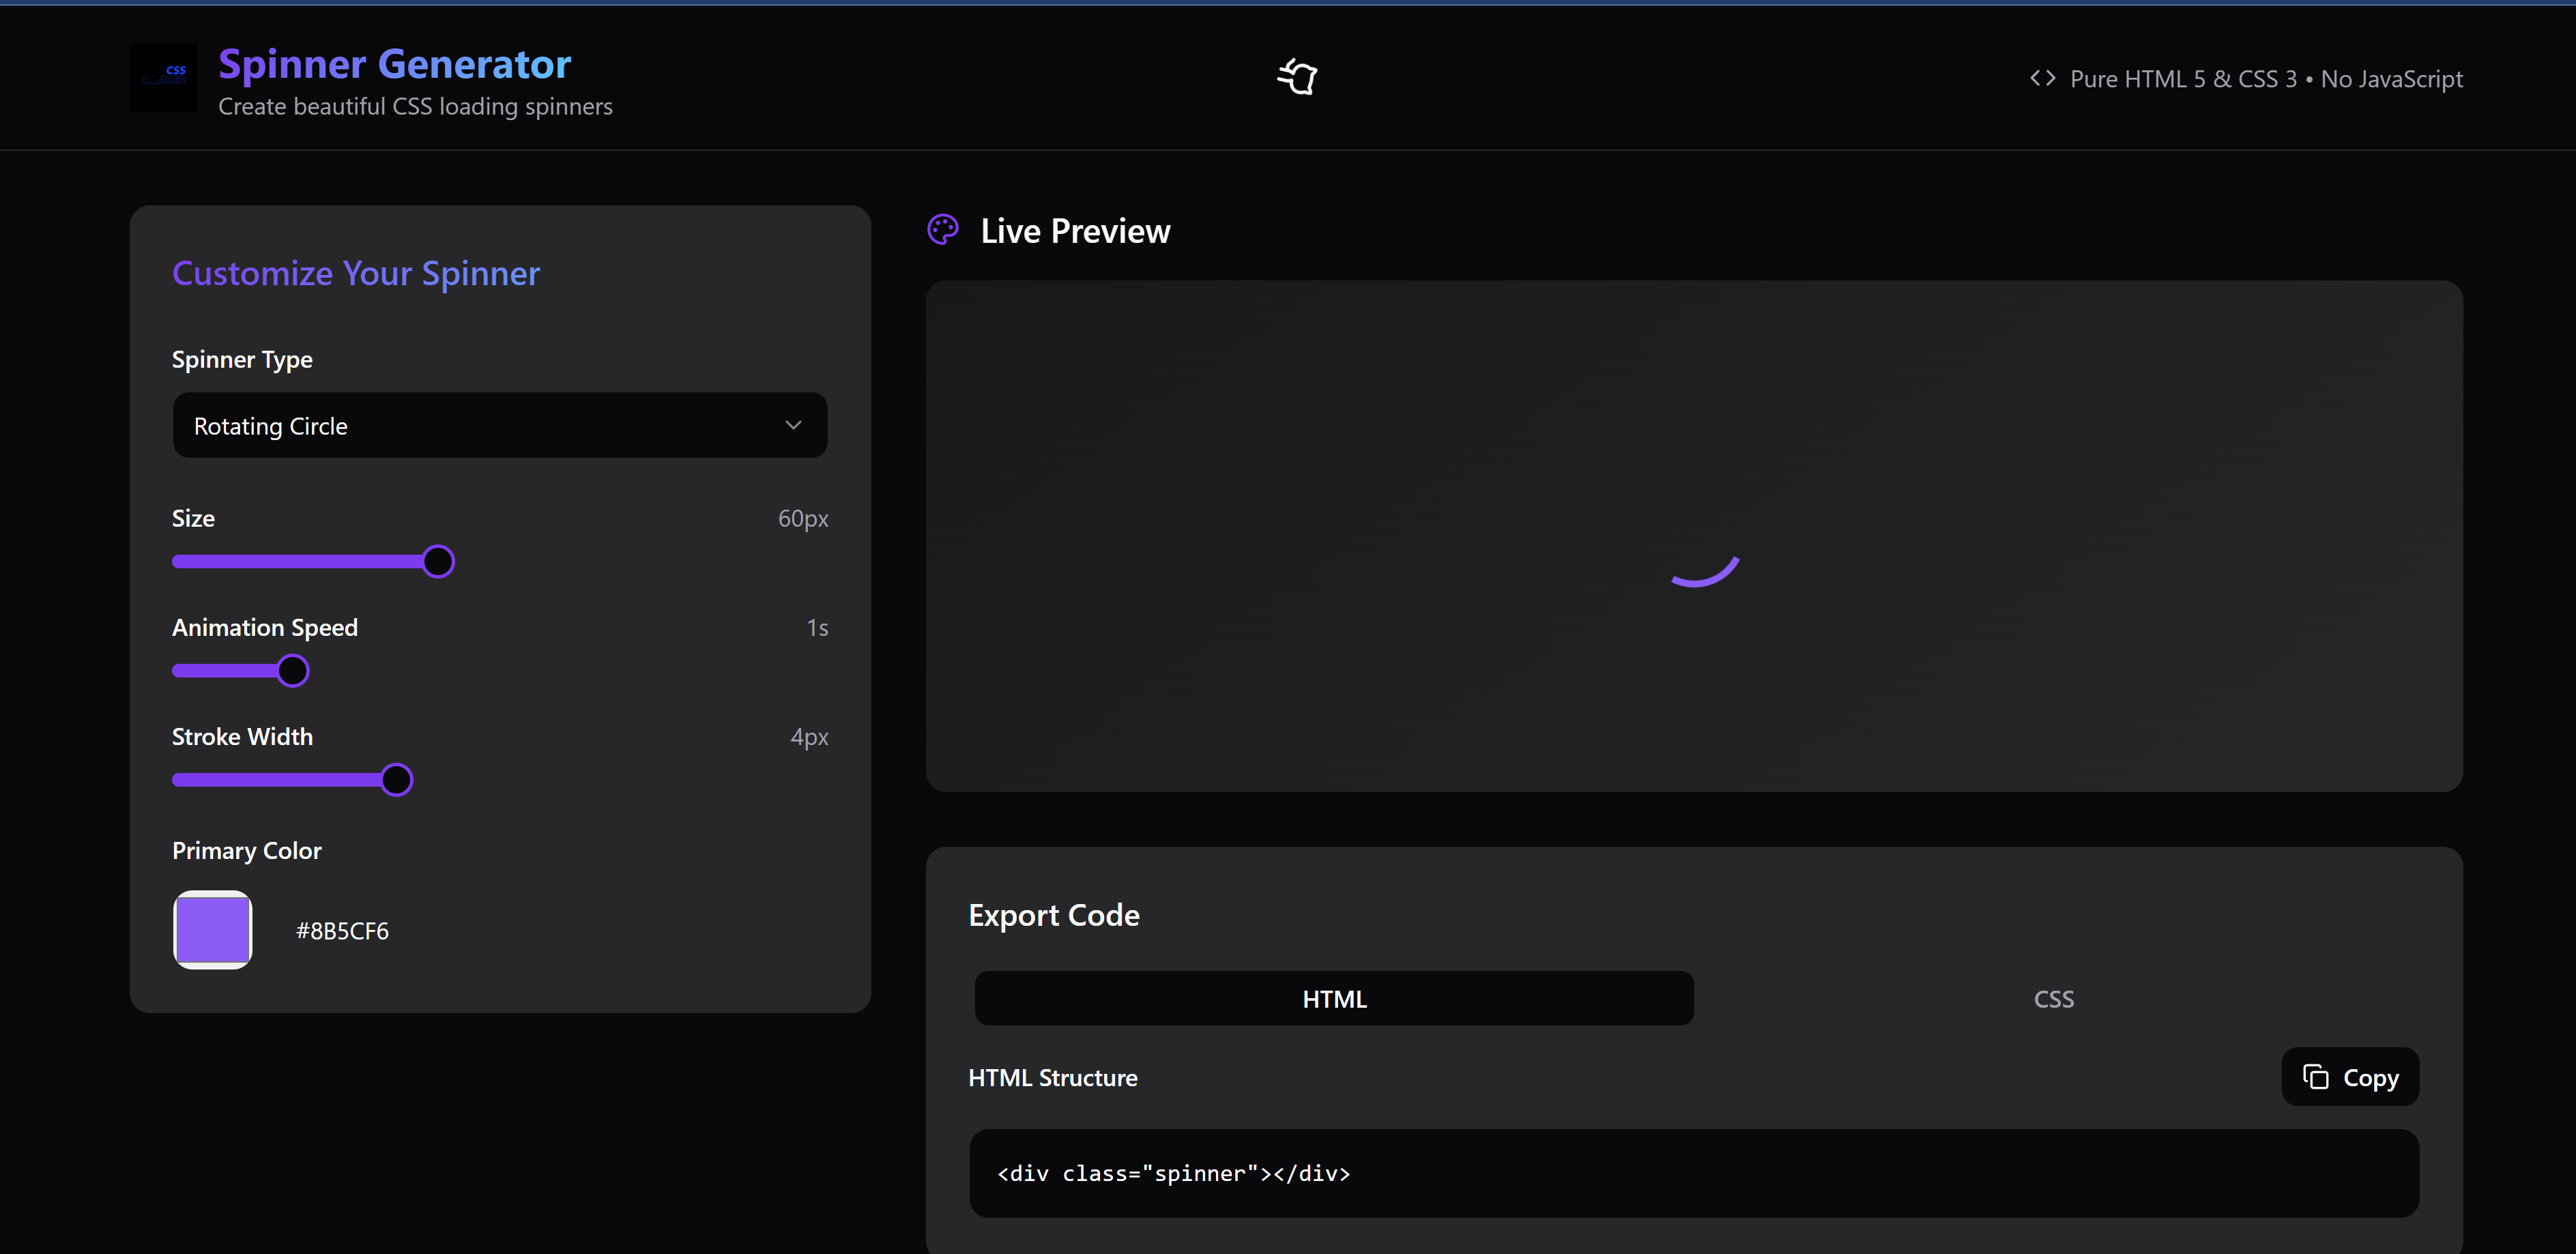 CSS
Spinner Generator
Create beautiful CSS loading spinners
Pure HTML 5 & CSS 3 • No JavaScript
Customize Your Spinner
Spinner Type
Rotating Circle
Size 60px
Animation Speed 1s
Stroke Width 4px
Primary Color
#8B5CF6
Live Preview
Export Code
HTML CSS
HTML Structure
Copy
<div class="spinner"></div>